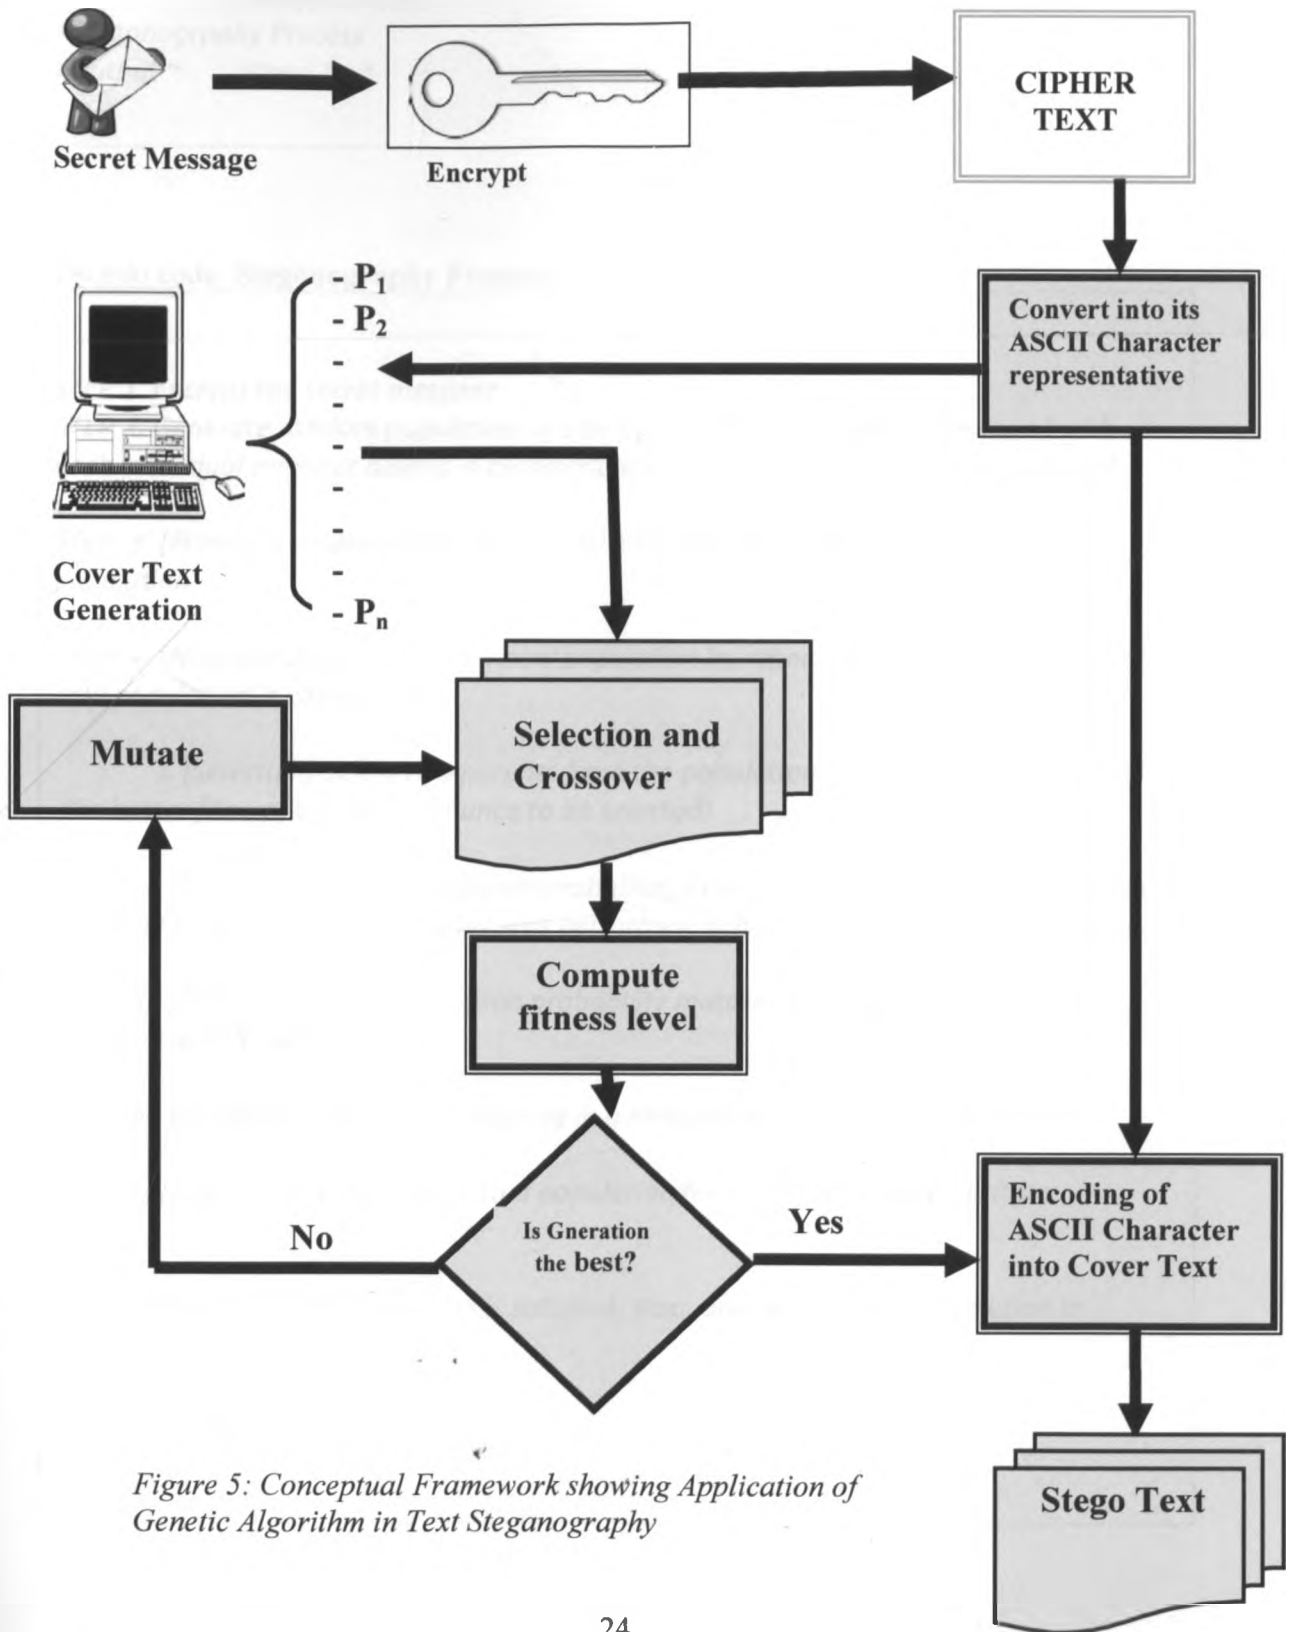 CIPHER
TEXT
Secret Message
Encrypt
- P1
- P2
-
-
-
-
-
-
- Pn
Convert into its
ASCII Character
representative
Cover Text
Generation
Mutate
Selection and
Crossover
Compute
fitness level
Is Gneration
the best?
No
Yes
Encoding of
ASCII Character
into Cover Text
Stego Text
Figure 5: Conceptual Framework showing Application of
Genetic Algorithm in Text Steganography
24